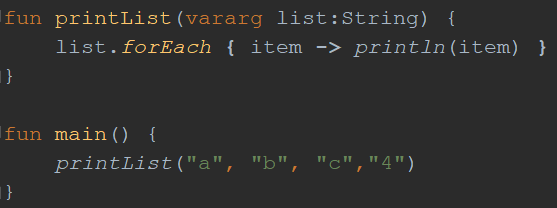 fun printList(vararg list:String) {
    list.forEach { item -> println(item) }
}
fun main() {
    printList("a", "b", "c","4")
}